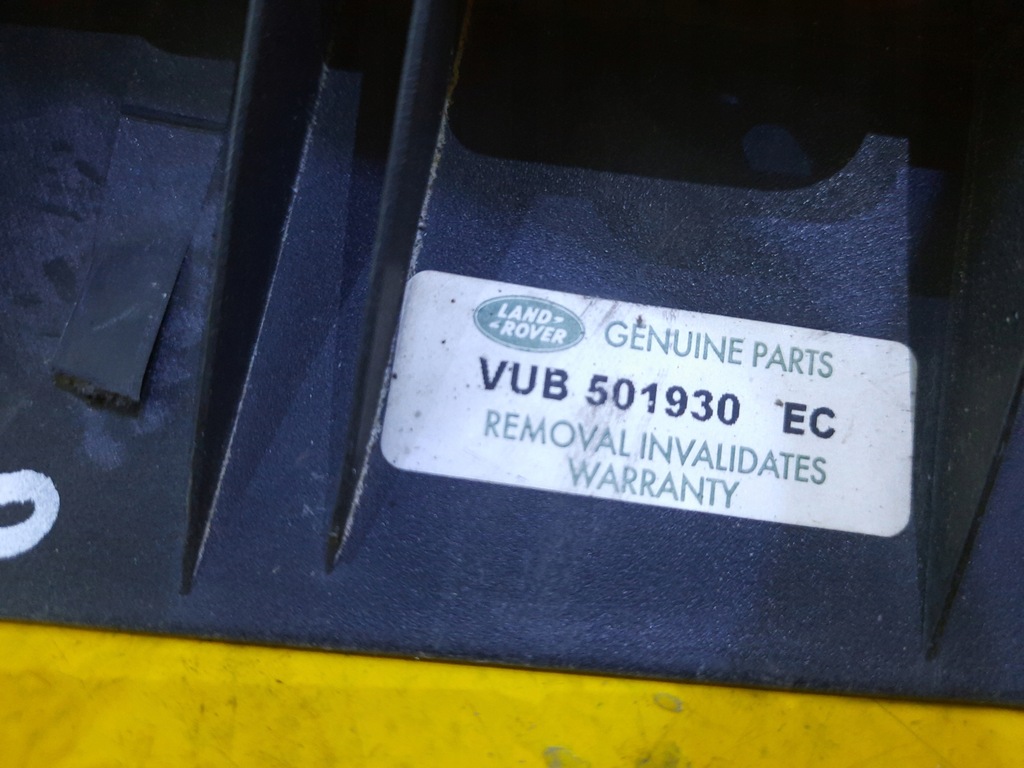 LAND
ROVER
GENUINE PARTS
VUB 501930 EC
REMOVAL INVALIDATES
WARRANTY